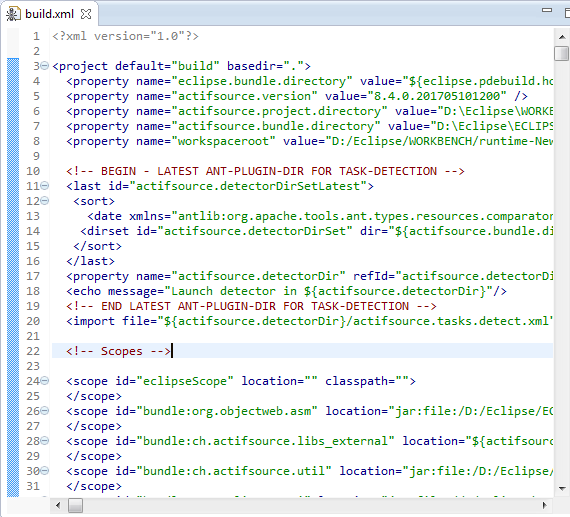 build.xml
1 <?xml version="1.0"?>
2
3 <project default="build" basedir=".">
4 <property name="eclipse.bundle.directory" value="${eclipse.pdebuild.ho
5 <property name="actifsource.version" value="8.4.0.201705101200" />
6 <property name="actifsource.project.directory" value="D:\Eclipse\WORKB
7 <property name="actifsource.bundle.directory" value="D:\Eclipse\ECLIPS
8 <property name="workspaceroot" value="D:/Eclipse/WORKBENCH/runtime-New
9
10 <!-- BEGIN - LATEST ANT-PLUGIN-DIR FOR TASK-DETECTION -->
11 <last id="actifsource.detectorDirSetLatest">
12 <sort>
13 <date xmlns="antlib:org.apache.tools.ant.types.resources.comparator
14 <dirset id="actifsource.detectorDirSet" dir="${actifsource.bundle.di
15 </sort>
16 </last>
17 <property name="actifsource.detectorDir" refId="actifsource.detectorDi
18 <echo message="Launch detector in ${actifsource.detectorDir}"/>
19 <!-- END LATEST ANT-PLUGIN-DIR FOR TASK-DETECTION -->
20 <import file="${actifsource.detectorDir}/actifsource.tasks.detect.xml"
21
22 <!-- Scopes -->
23
24 <scope id="eclipseScope" location="" classpath="">
25 </scope>
26 <scope id="bundle:org.objectweb.asm" location="jar:file:/D:/Eclipse/EC
27 </scope>
28 <scope id="bundle:ch.actifsource.libs_external" location="${actifsourc
29 </scope>
30 <scope id="bundle:ch.actifsource.util" location="jar:file:/D:/Eclipse/
31 </scope>